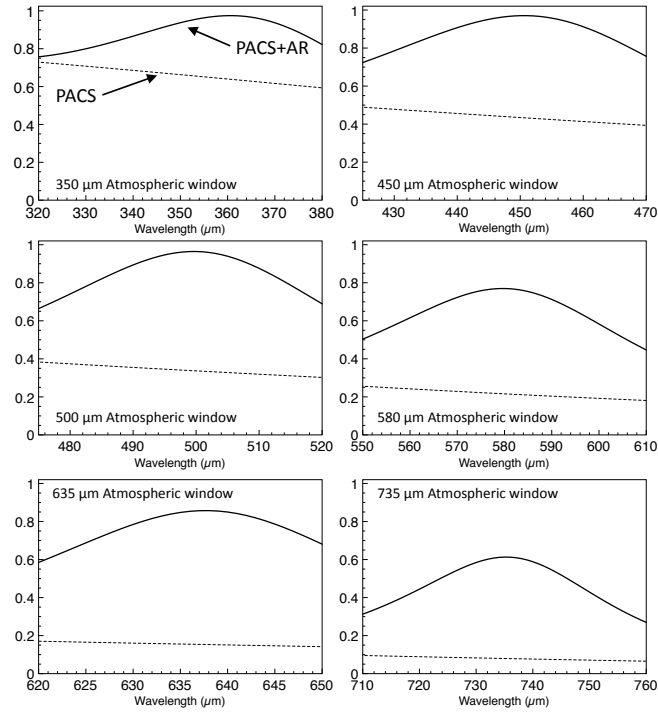 1
0.8
0.6
0.4
0.2
0
PACS+AR
PACS
350 µm Atmospheric window
320 330 340 350 360 370 380
Wavelength (µm)
1
0.8
0.6
0.4
0.2
0
450 µm Atmospheric window
430 440 450 460 470
Wavelength (µm)
1
0.8
0.6
0.4
0.2
0
500 µm Atmospheric window
480 490 500 510 520
Wavelength (µm)
1
0.8
0.6
0.4
0.2
0
580 µm Atmospheric window
550 560 570 580 590 600 610
Wavelength (µm)
1
0.8
0.6
0.4
0.2
0
635 µm Atmospheric window
620 625 630 635 640 645 650
Wavelength (µm)
1
0.8
0.6
0.4
0.2
0
735 µm Atmospheric window
710 720 730 740 750 760
Wavelength (µm)